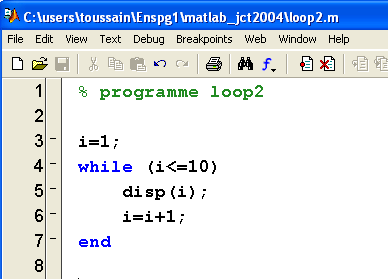 C:\users\toussain\Enspg1\matlab_jct2004\loop2.m
File Edit View Text Debug Breakpoints Web Window Help
1 % programme loop2
2
3 - i=1;
4 - while (i<=10)
5 - disp(i);
6 - i=i+1;
7 - end
8